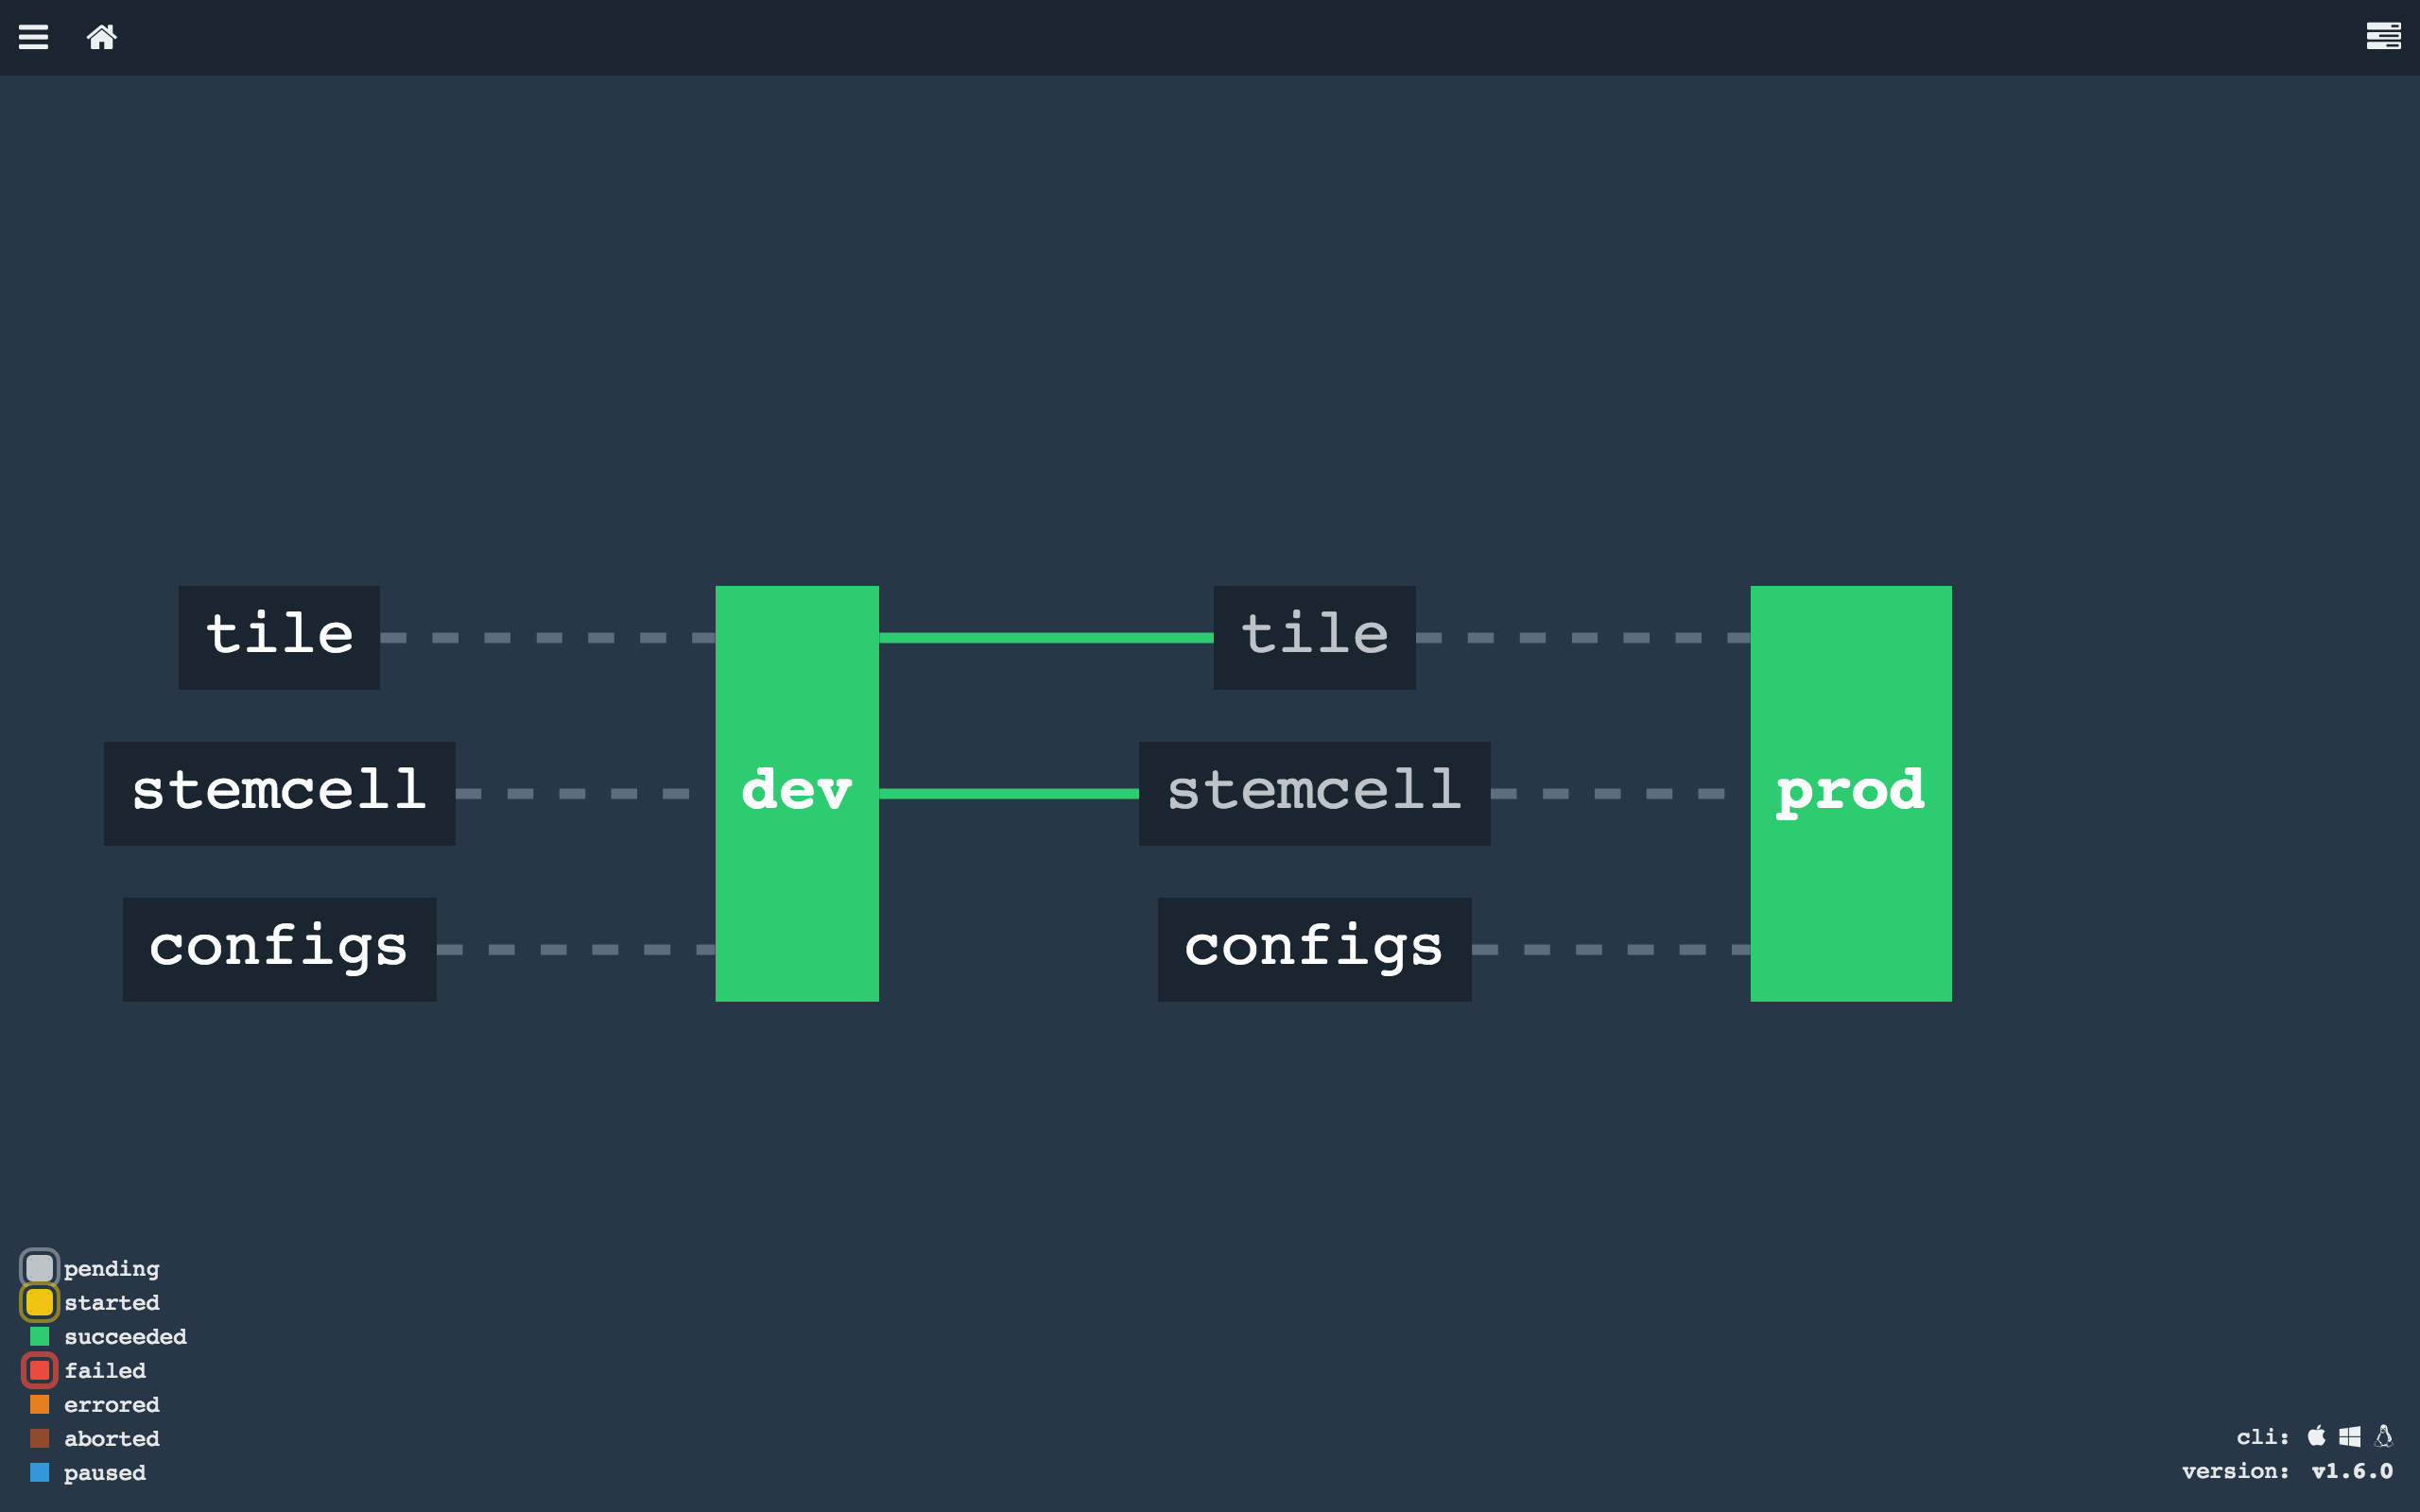 tile
tile
stemcell
dev
stemcell
prod
configs
configs
pending
started
succeeded
failed
errored
aborted
paused
cli:
version: v1.6.0